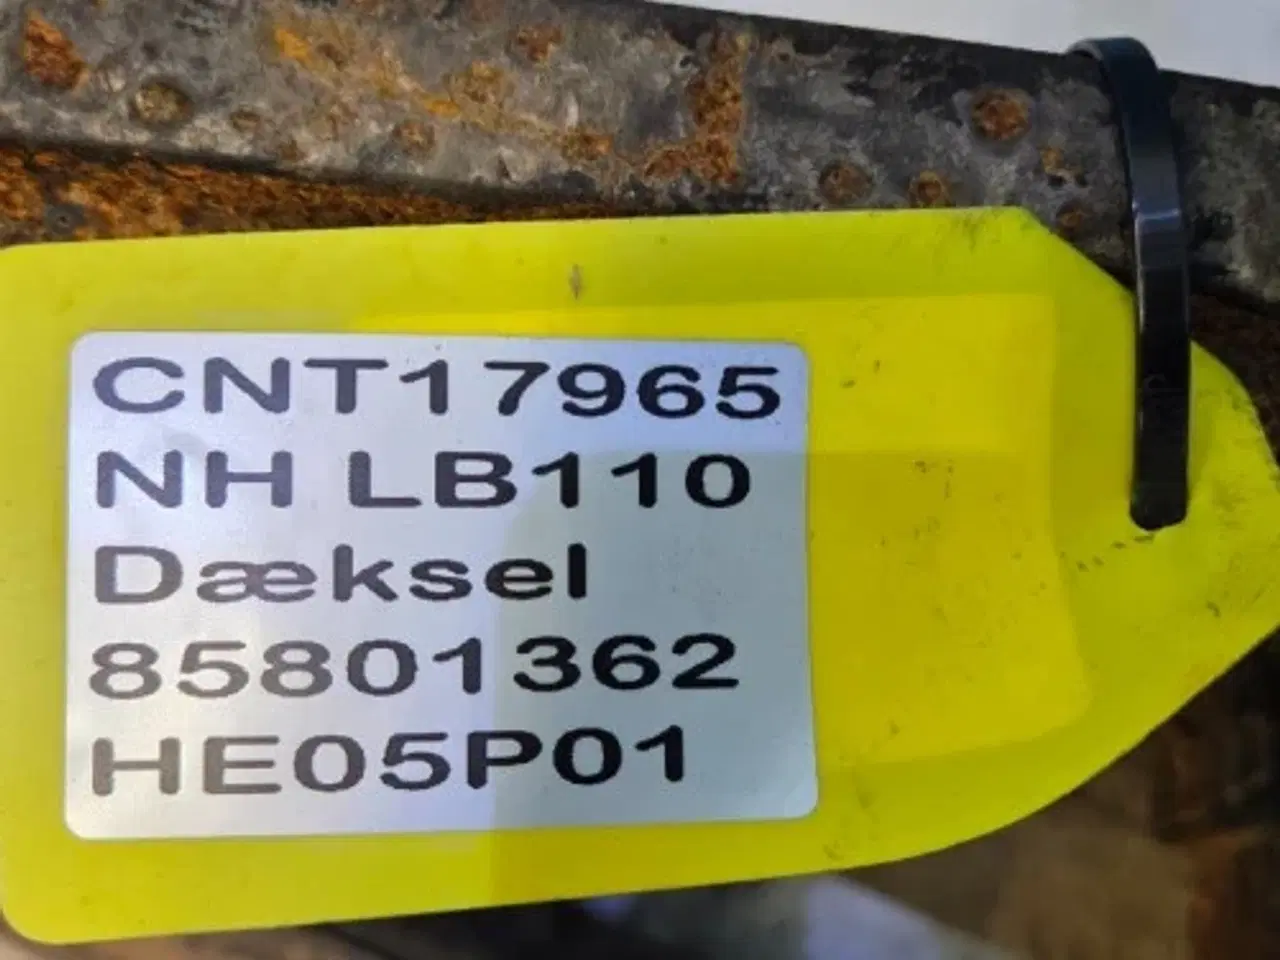 CNT17965
NH LB110
Dæksel
85801362
HE05P01